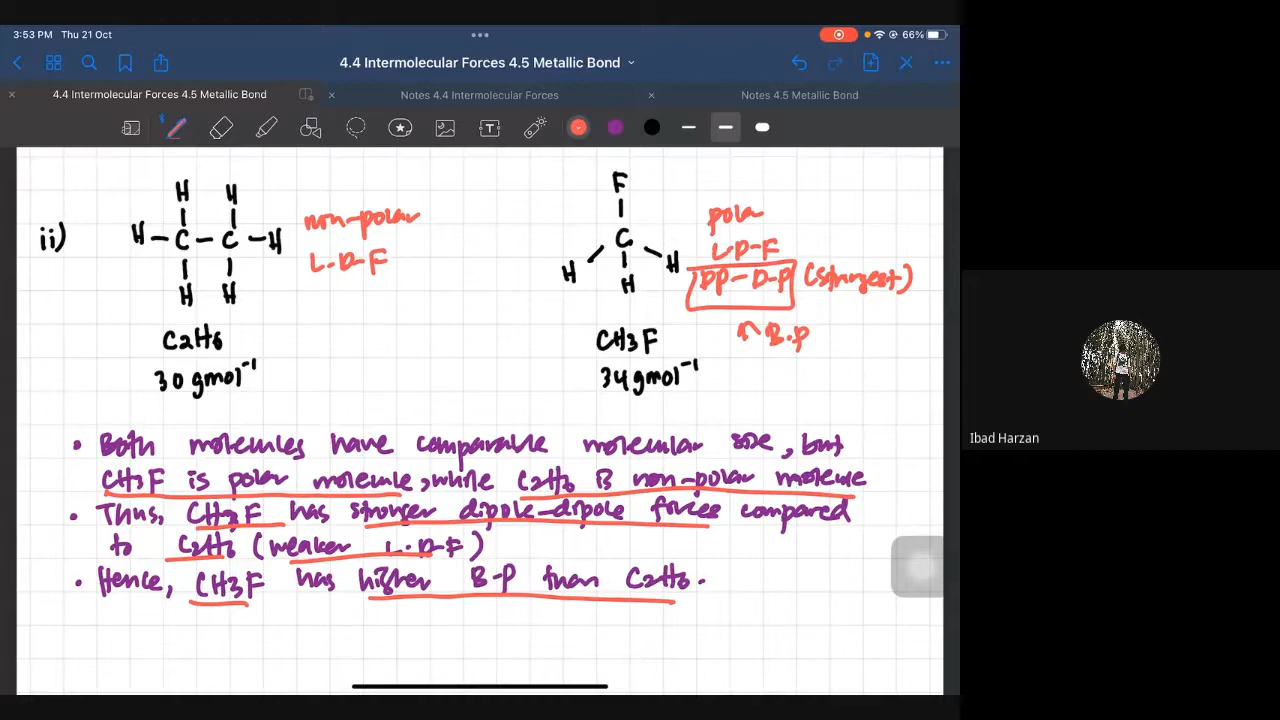 3:53 PM Thu 21 Oct
66%
4.4 Intermolecular Forces 4.5 Metallic Bond
4.4 Intermolecular Forces 4.5 Metallic Bond
Notes 4.4 Intermolecular Forces
Notes 4.5 Metallic Bond
ii)
H H
H-C-C-H
H H
C2H6
30 gmol-1
non-polar
L-D-F
F
C
H H H
CH3F
34gmol-1
polar
L-D-F
DP-D-P (strongest)
↑ B.p
• Both molecules have comparable molecular size, but
CH3F is polar molecule, while C2H6 is non-polar molecule
• Thus, CH3F has stronger dipole-dipole forces compared
to C2H6 (weaker L.D-F)
• Hence, CH3F has higher B-P than C2H6.
Ibad Harzan